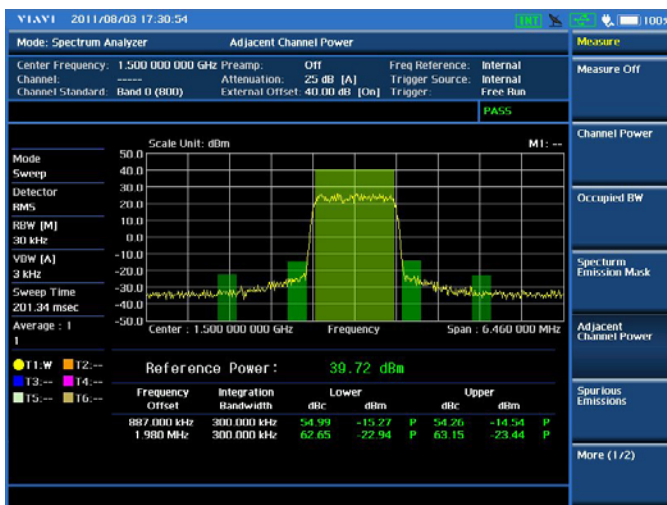 VIAVI 2011/08/03 17:30:54 INT 100%
Mode: Spectrum Analyzer Adjacent Channel Power
Center Frequency: 1.500 000 000 GHz Preamp: Off Freq Reference: Internal
Channel: ----- Attenuation: 25 dB [A] Trigger Source: Internal
Channel Standard: Band 0 (800) External Offset: 40.00 dB [On] Trigger: Free Run
PASS
Scale Unit: dBm M1: --
Mode
Sweep
Detector
RMS
RBW [M]
30 kHz
VBW [A]
3 kHz
Sweep Time
201.34 msec
Average : 1
1
T1:W T2:--
T3:-- T4:--
T5:-- T6:--
50.0
40.0
30.0
20.0
10.0
0.0
-10.0
-20.0
-30.0
-40.0
-50.0
Center : 1.500 000 000 GHz Frequency Span : 6.460 000 MHz
Reference Power: 39.72 dBm
Frequency Integration Lower Upper
Offset Bandwidth dBc dBm dBc dBm
887.000 kHz 300.000 kHz 54.99 -15.27 P 54.26 -14.54 P
1.980 MHz 300.000 kHz 62.65 -22.94 P 63.15 -23.44 P
Measure
Measure Off
Channel Power
Occupied BW
Specturm
Emission Mask
Adjacent
Channel Power
Spurious
Emissions
More (1/2)